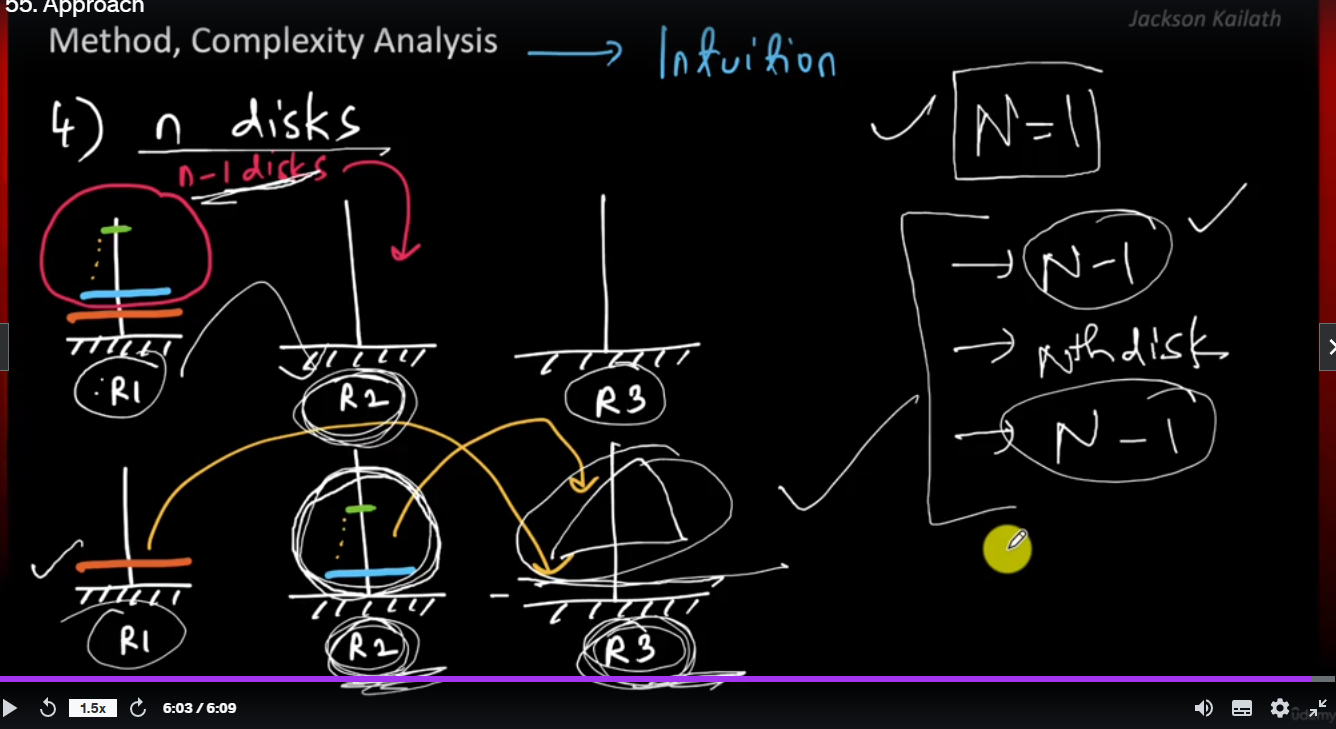 55. Approach
Jackson Kailath
Method, Complexity Analysis → Intuition
4) n disks
n-1 disks
N=1
→ N-1
→ Nth disk
→ N-1
R1 R2 R3
R1 R2 R3
1.5x 6:03 / 6:09
udemy